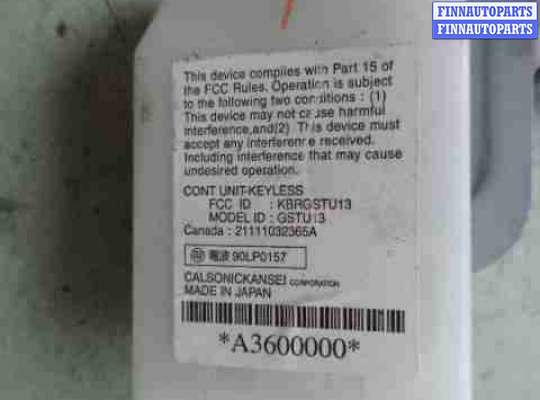 FINNAUTOPARTS
FINNAUTOPARTS
This device complies with Part 15 of
the FCC Rules. Operation is subject
to the following two conditions : (1)
This device may not cause harmful
interference,and(2) This device must
accept any interference received.
Including interference that may cause
undesired operation.
CONT UNIT-KEYLESS
FCC ID : KBRGSTU13
MODEL ID : GSTU13
Canada : 21111032365A
電波 90LP0157
CALSONICKANSEI CORPORATION
MADE IN JAPAN
*A3600000*